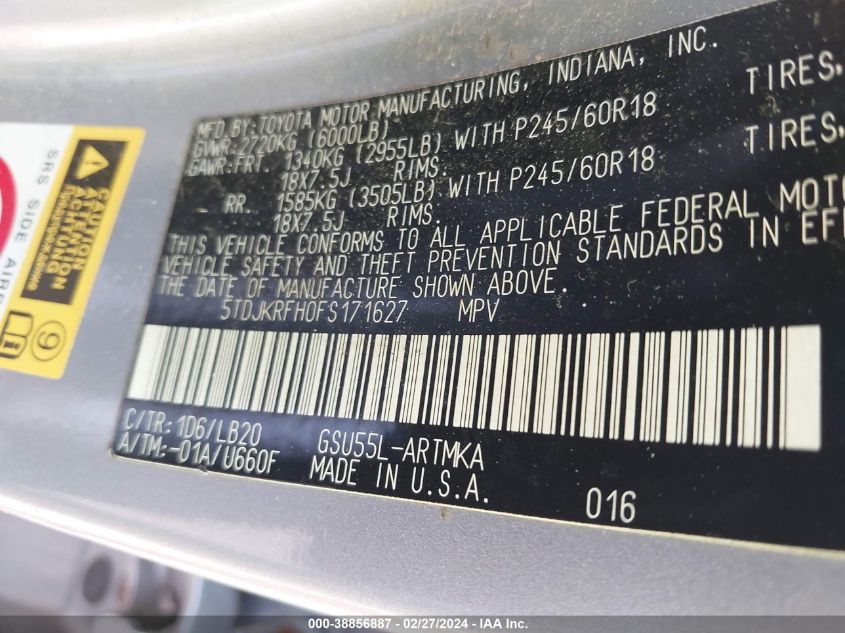 MFD.BY:TOYOTA MOTOR MANUFACTURING, INDIANA, INC.
GVWR:2720KG (6000LB)
GAWR:FRT 1340KG (2955LB) WITH P245/60R18 TIRES,
18X7.5J RIMS.
RR. 1585KG (3505LB) WITH P245/60R18 TIRES,
18X7.5J RIMS.
THIS VEHICLE CONFORMS TO ALL APPLICABLE FEDERAL MOTO
VEHICLE SAFETY AND THEFT PREVENTION STANDARDS IN EFF
THE DATE OF MANUFACTURE SHOWN ABOVE.
5TDJKRFH0FS171627 MPV
C/TR: 1D6/LB20 GSU55L-ARTMKA
A/TM:-01A/U660F MADE IN U.S.A.
016
SRS SIDE AIRB
CAUTION
ACHTUNG
9
000-38856887 - 02/27/2024 - IAA Inc.